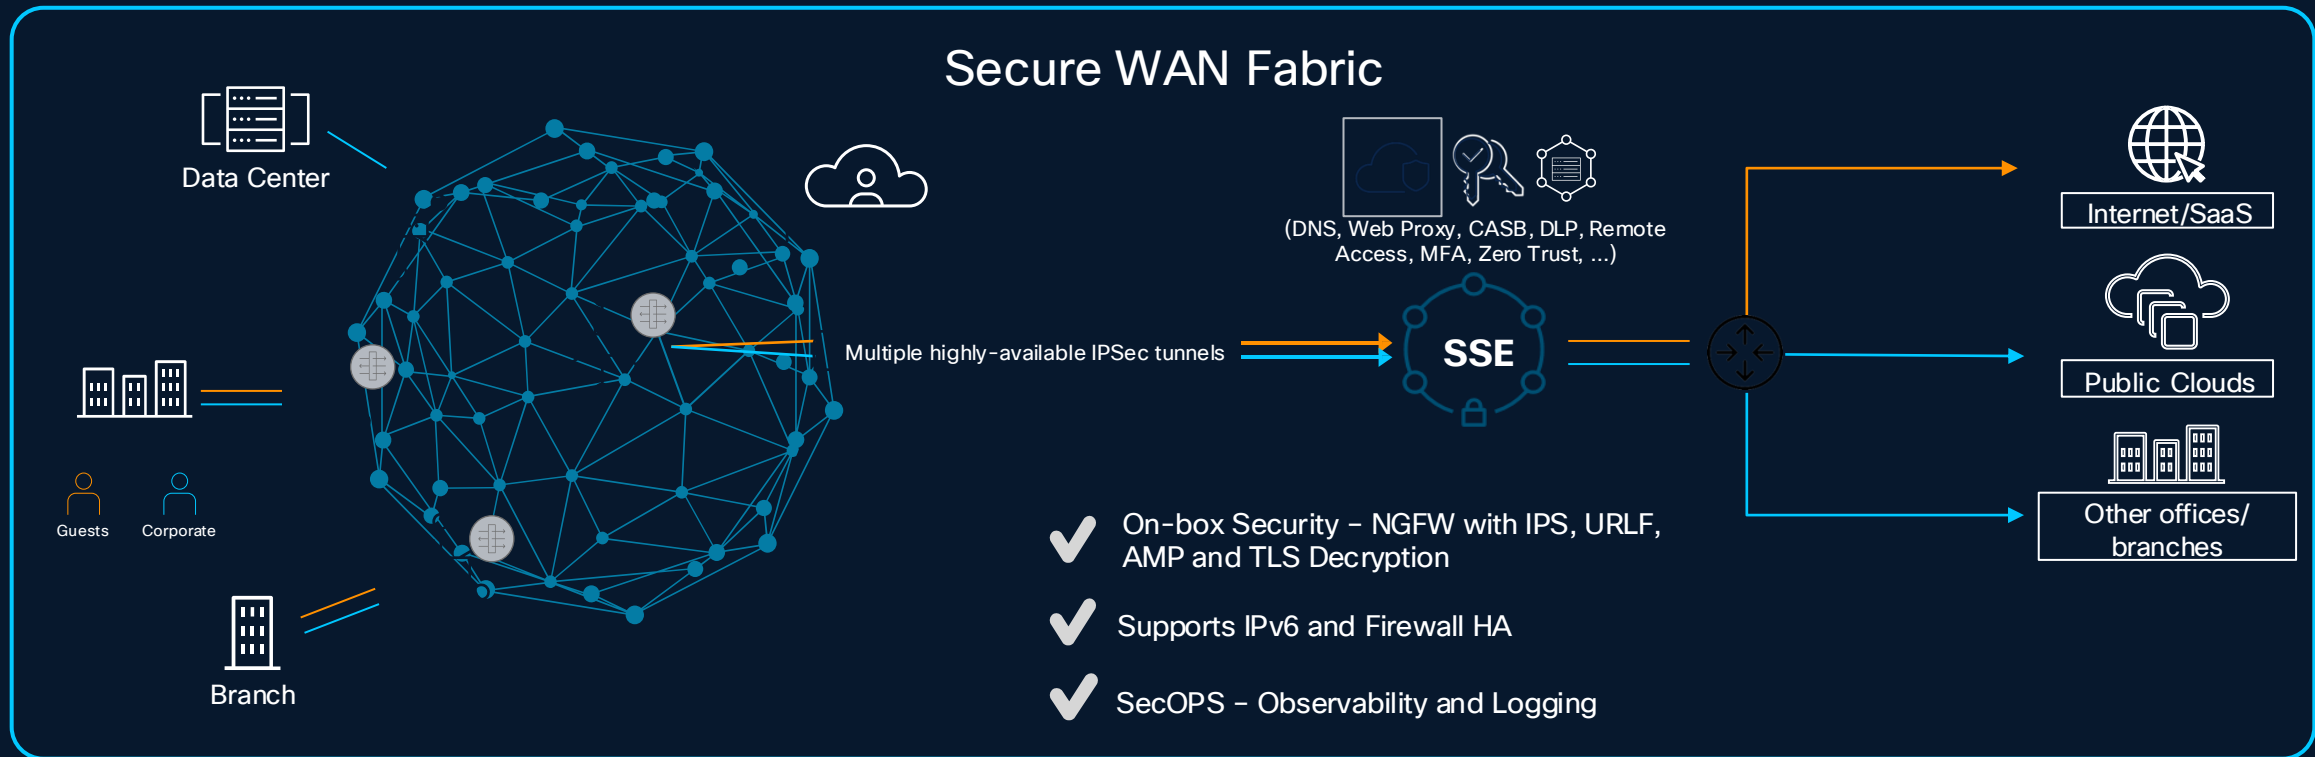 Secure WAN Fabric
Data Center
(DNS, Web Proxy, CASB, DLP, Remote
Access, MFA, Zero Trust, ...)
Internet/SaaS
Multiple highly-available IPSec tunnels
SSE
Public Clouds
Guests
Corporate
Other offices/
branches
On-box Security – NGFW with IPS, URLF,
AMP and TLS Decryption
Supports IPv6 and Firewall HA
Branch
SecOPS – Observability and Logging